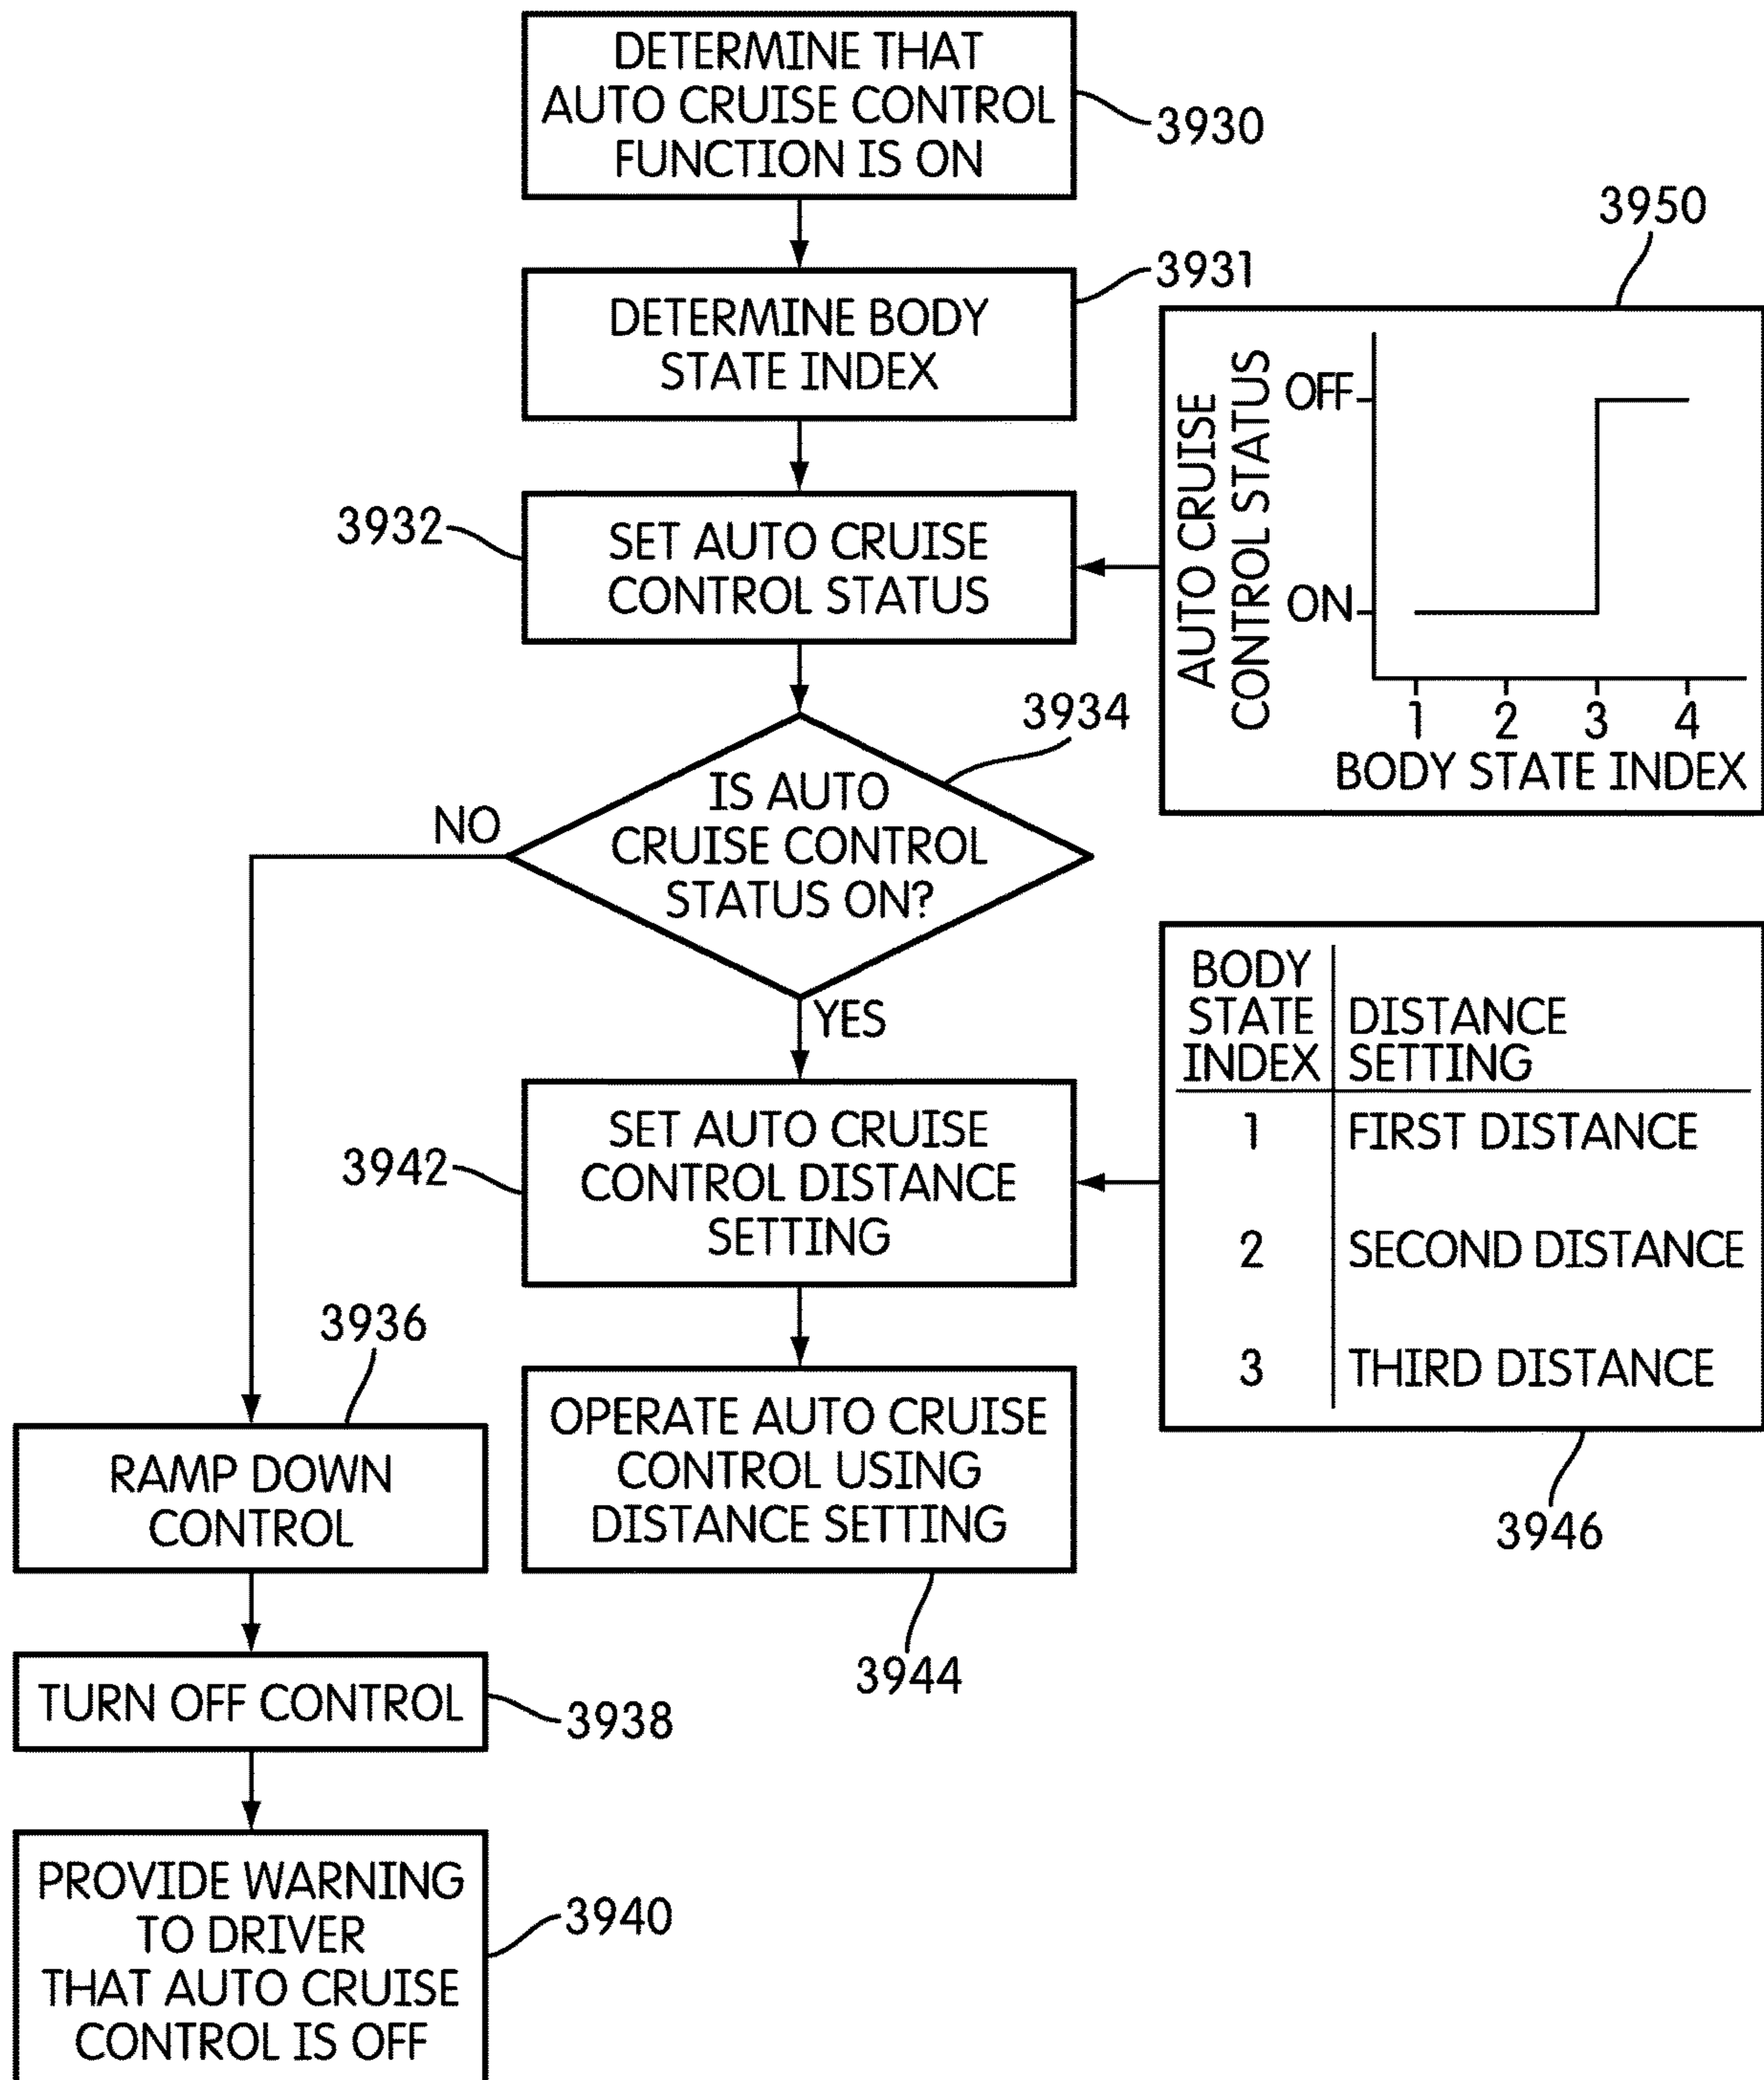 DETERMINE THAT
AUTO CRUISE CONTROL
FUNCTION IS ON
3930
DETERMINE BODY
STATE INDEX
3931
SET AUTO CRUISE
CONTROL STATUS
3932
3950
AUTO CRUISE
CONTROL STATUS
OFF
ON
1 2 3 4
BODY STATE INDEX
IS AUTO
CRUISE CONTROL
STATUS ON?
3934
NO
YES
SET AUTO CRUISE
CONTROL DISTANCE
SETTING
3942
BODY
STATE
INDEX
DISTANCE
SETTING
1 FIRST DISTANCE
2 SECOND DISTANCE
3 THIRD DISTANCE
3946
OPERATE AUTO CRUISE
CONTROL USING
DISTANCE SETTING
3944
3936
RAMP DOWN
CONTROL
TURN OFF CONTROL
3938
PROVIDE WARNING
TO DRIVER
THAT AUTO CRUISE
CONTROL IS OFF
3940